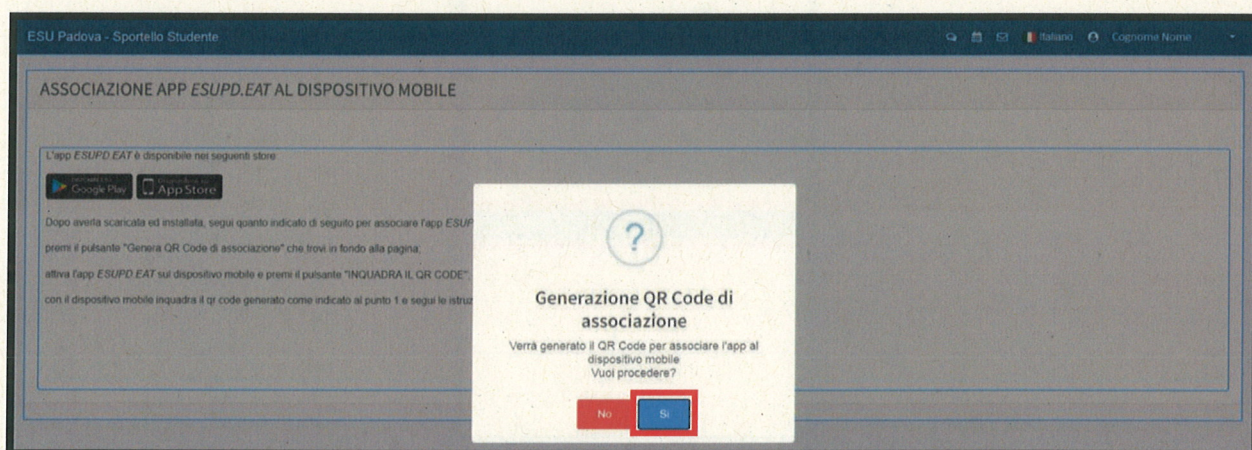 ESU Padova - Sportello Studente
Italiano
Cognome Nome
ASSOCIAZIONE APP ESUPD.EAT AL DISPOSITIVO MOBILE
L'app ESUPD.EAT è disponibile nei seguenti store
Google Play
App Store
Dopo averla scaricata ed installata, segui quanto indicato di seguito per associare l'app ESUP
premi il pulsante "Genera QR Code di associazione" che trovi in fondo alla pagina;
attiva l'app ESUPD.EAT sul dispositivo mobile e premi il pulsante "INQUADRA IL QR CODE".
con il dispositivo mobile inquadra il qr code generato come indicato al punto 1 e segui le istruz
?
Generazione QR Code di
associazione
Verrà generato il QR Code per associare l'app al
dispositivo mobile
Vuoi procedere?
No
Sì